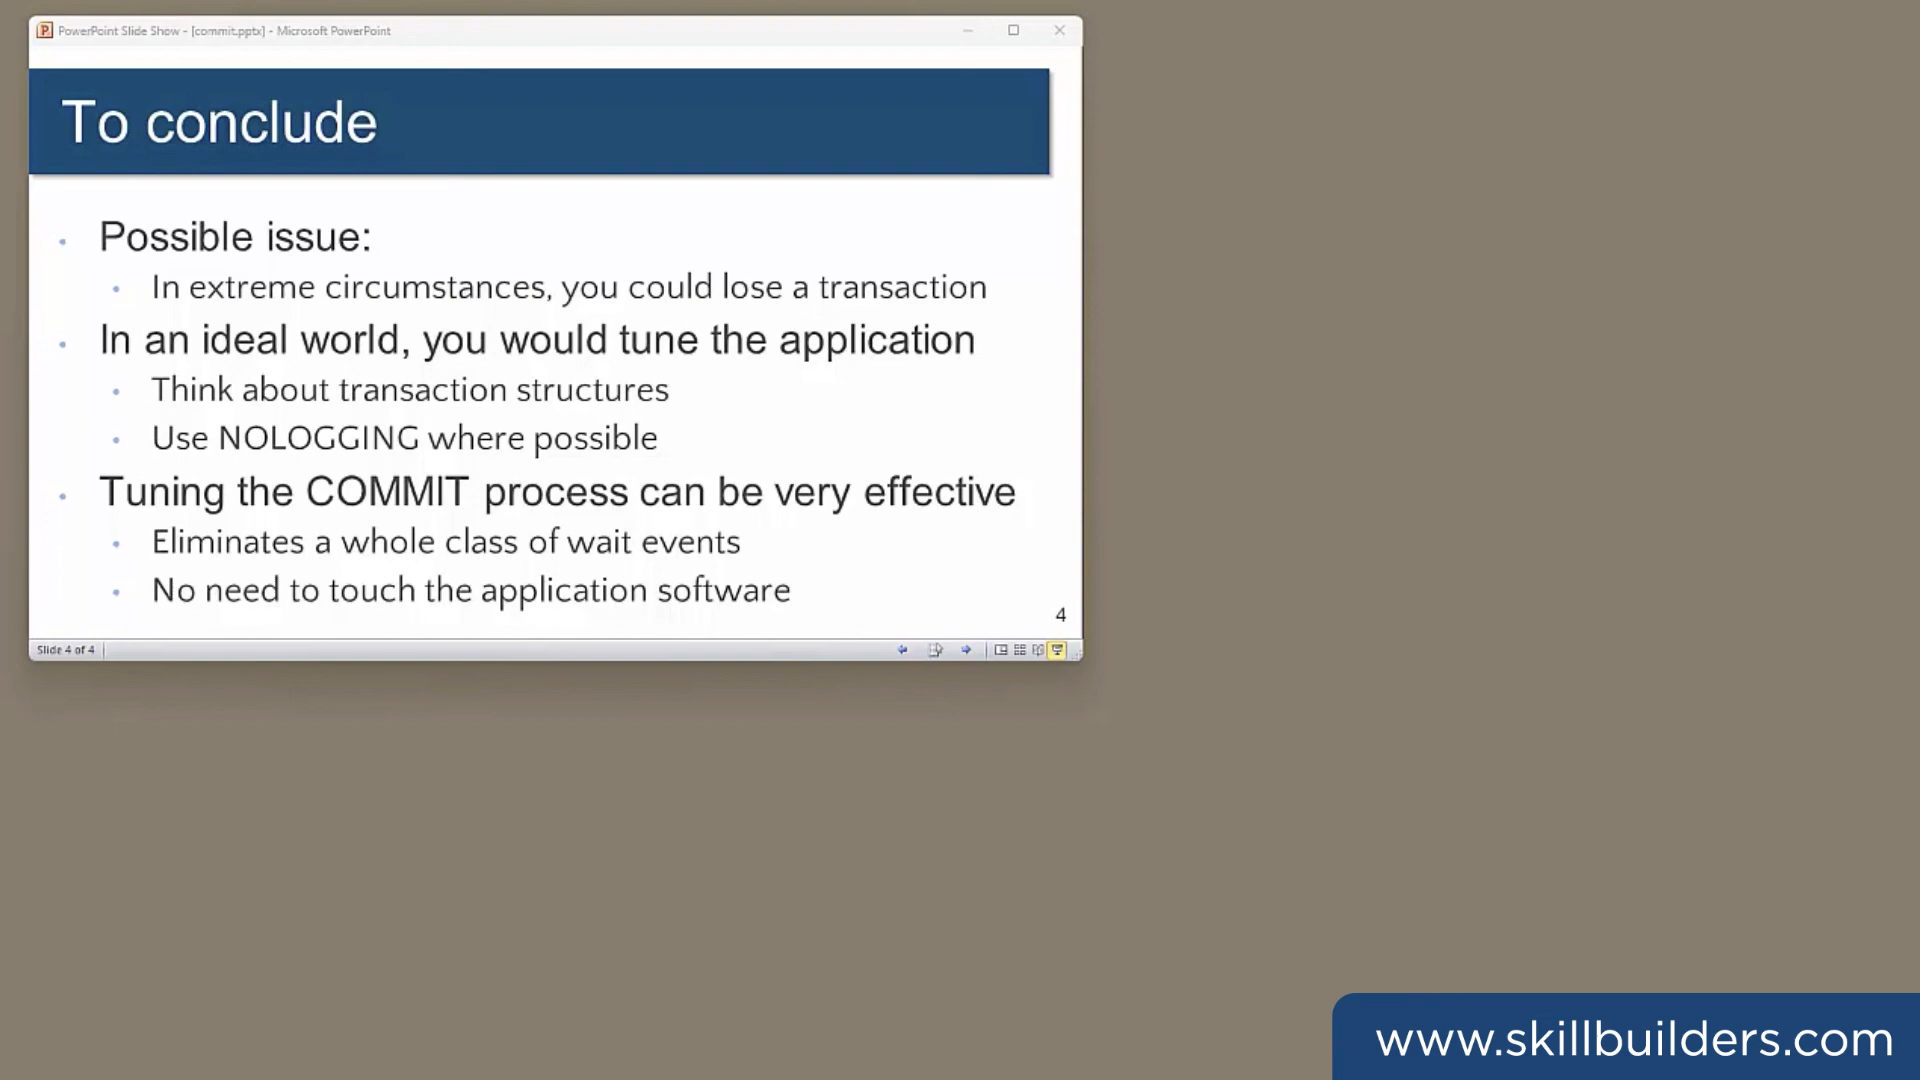 PowerPoint Slide Show - [commit.pptx] - Microsoft PowerPoint
To conclude
Possible issue:
In extreme circumstances, you could lose a transaction
In an ideal world, you would tune the application
Think about transaction structures
Use NOLOGGING where possible
Tuning the COMMIT process can be very effective
Eliminates a whole class of wait events
No need to touch the application software
4
Slide 4 of 4
www.skillbuilders.com